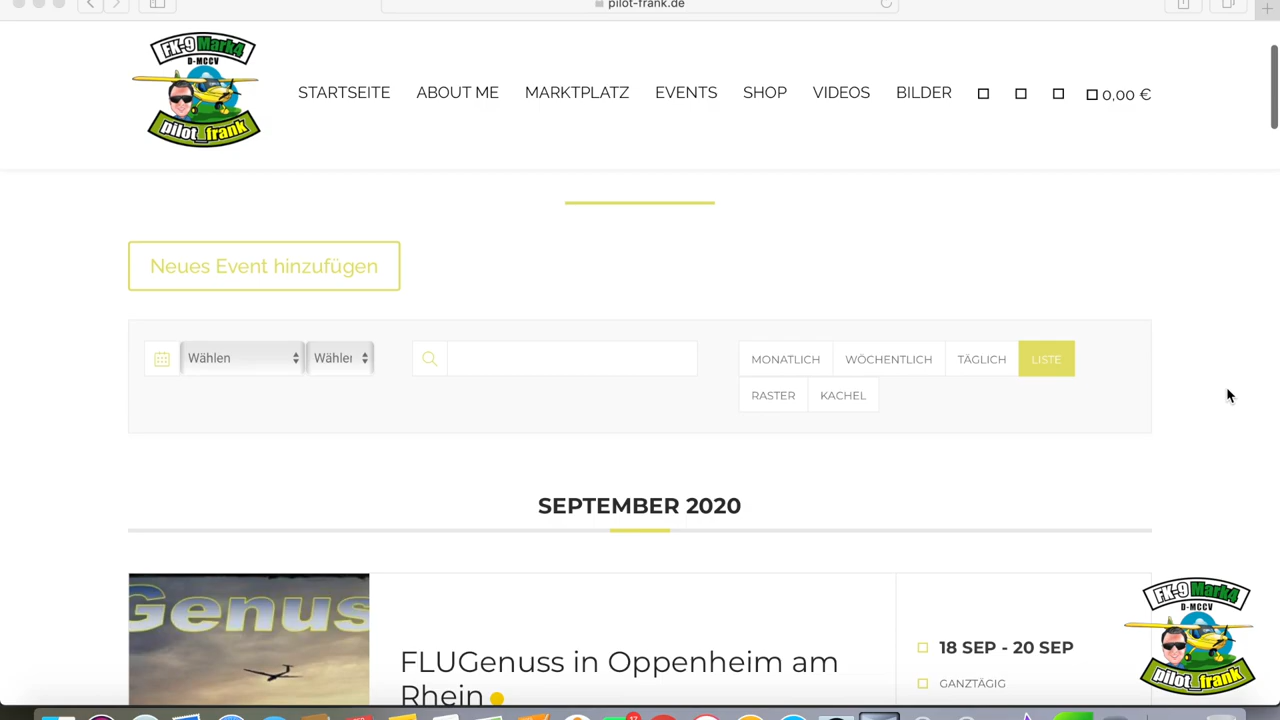 pilot-frank.de
FK-9 Mark4
D-MCCV
pilot_frank
STARTSEITE ABOUT ME MARKTPLATZ EVENTS SHOP VIDEOS BILDER 0,00 €
Neues Event hinzufügen
Wählen Wähler
MONATLICH WÖCHENTLICH TÄGLICH LISTE
RASTER KACHEL
SEPTEMBER 2020
Genus
FLUGenuss in Oppenheim am
Rhein
18 SEP - 20 SEP
GANZTÄGIG
FK-9 Mark4
D-MCCV
pilot_frank
17